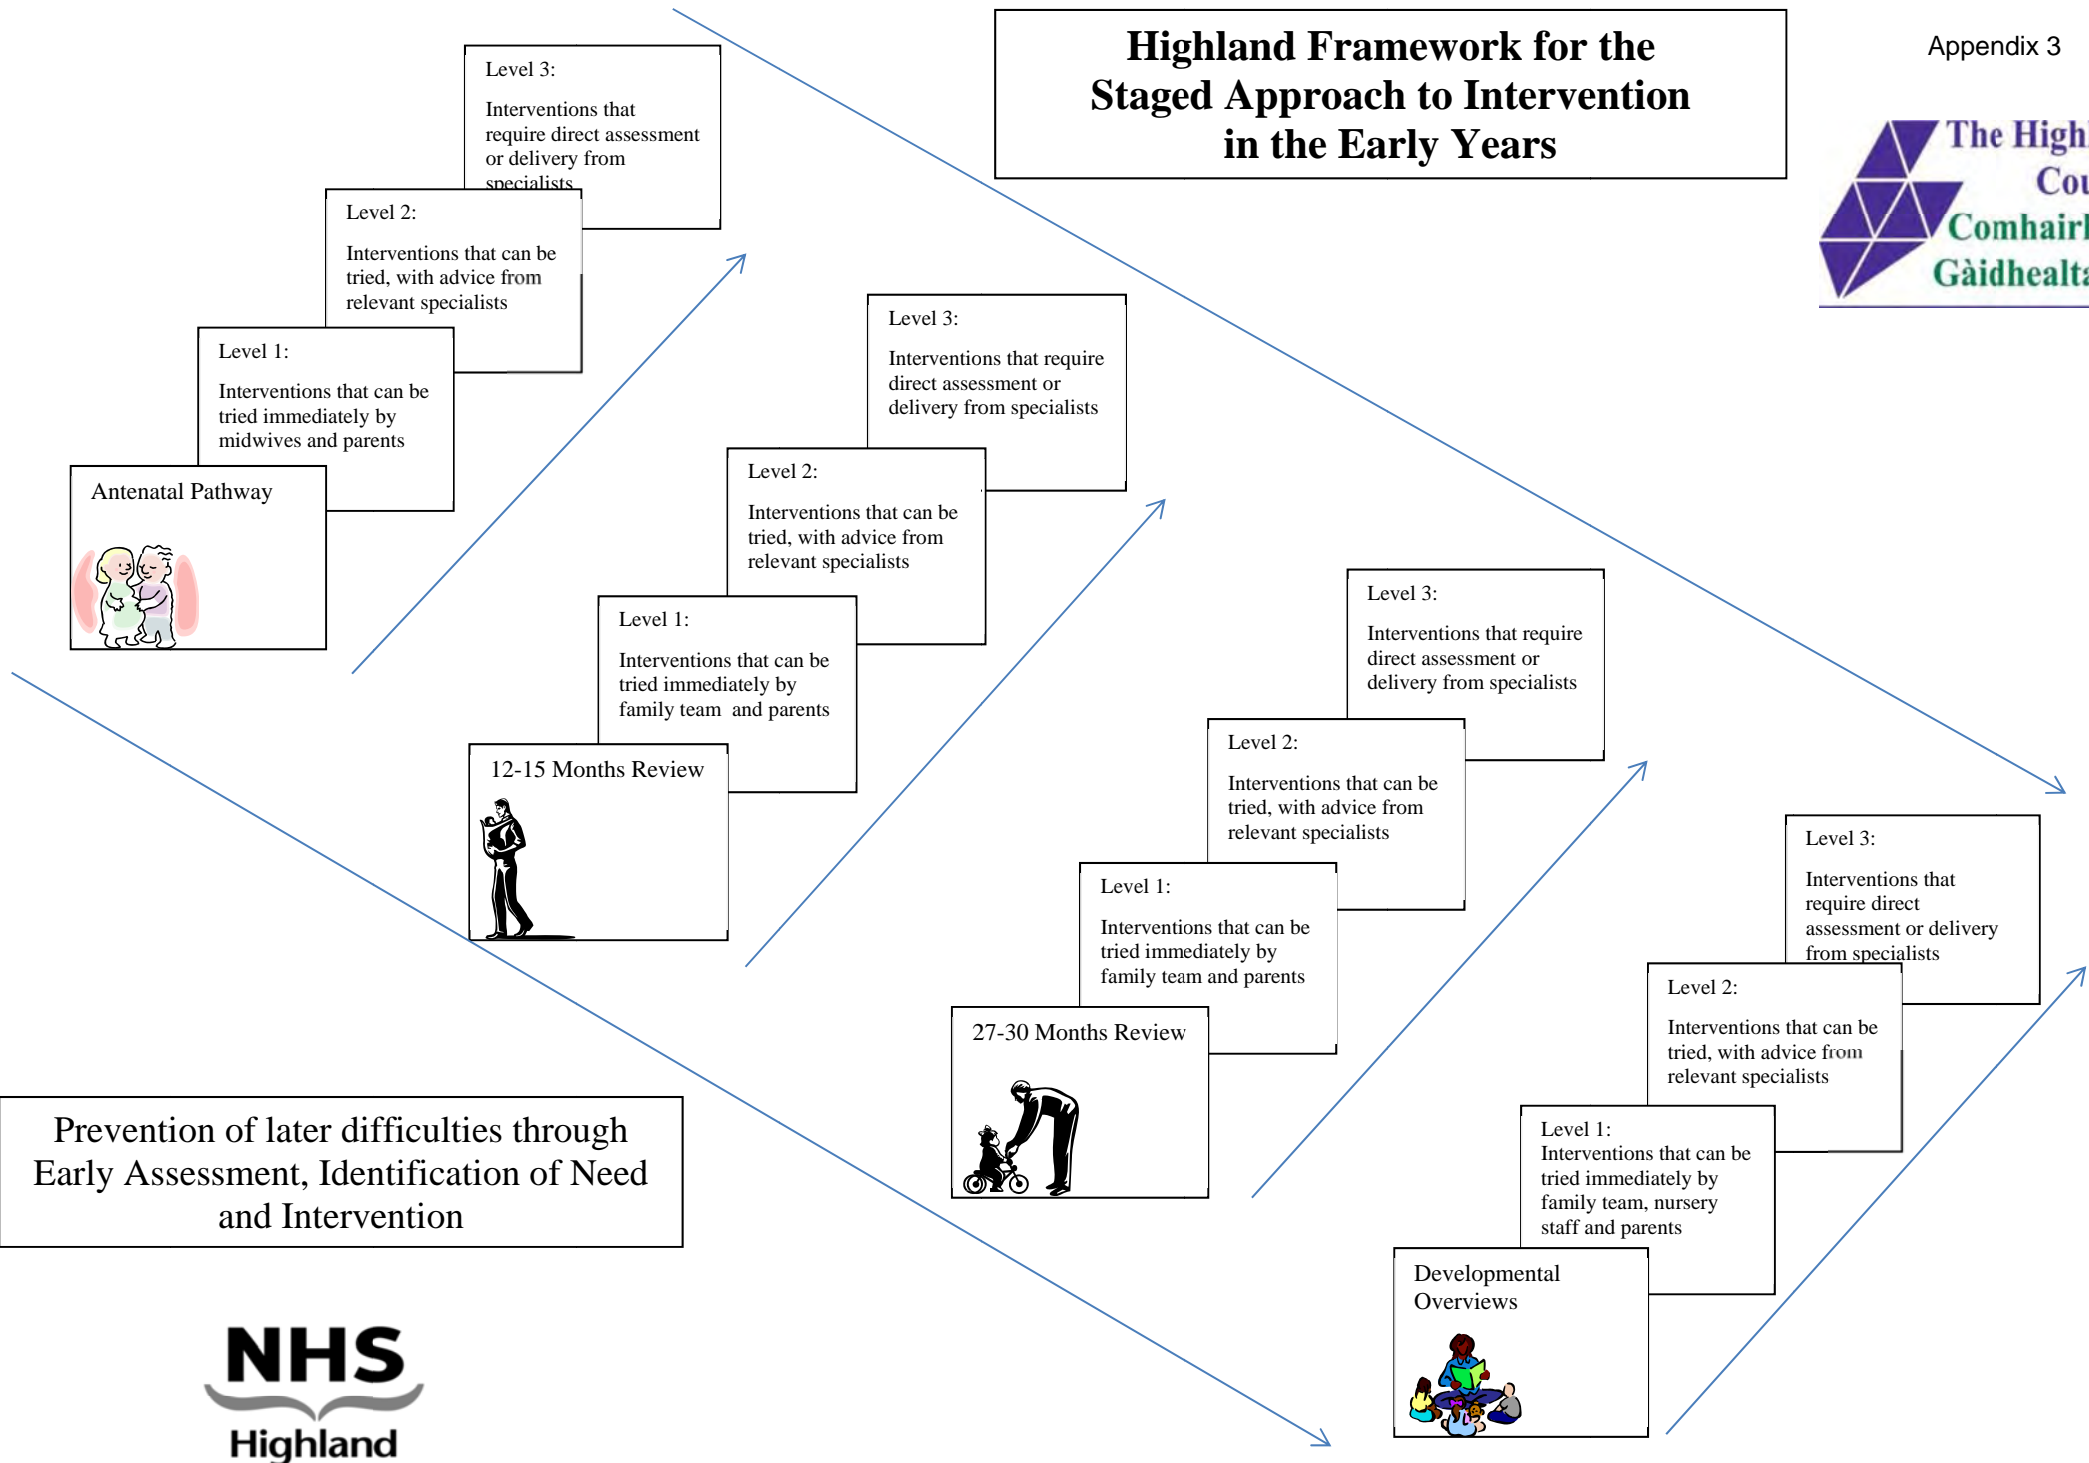 Highland Framework for the
Staged Approach to Intervention
in the Early Years
Appendix 3
The
Comhairl
Gàidhealta
Level 3:
Interventions that
require direct assessment
or delivery from
specialists
Level 2:
Interventions that can be
tried, with advice from
relevant specialists
Level 1:
Interventions that can be
tried immediately by
midwives and parents
Antenatal Pathway
Level 3:
Interventions that require
direct assessment or
delivery from specialists
Level 2:
Interventions that can be
tried, with advice from
relevant specialists
Level 1:
Interventions that can be
tried immediately by
family team and parents
12-15 Months Review
Level 3:
Interventions that require
direct assessment or
delivery from specialists
Level 2:
Interventions that can be
tried, with advice from
relevant specialists
Level 1:
Interventions that can be
tried immediately by
family team and parents
27-30 Months Review
Level 3:
Interventions that
require direct
assessment or delivery
from specialists
Level 2:
Interventions that can be
tried, with advice from
relevant specialists
Level 1:
Interventions that can be
tried immediately by
family team, nursery
staff and parents
Developmental
Overviews
Prevention of later difficulties through
Early Assessment, Identification of Need
and Intervention
NHS
Highland